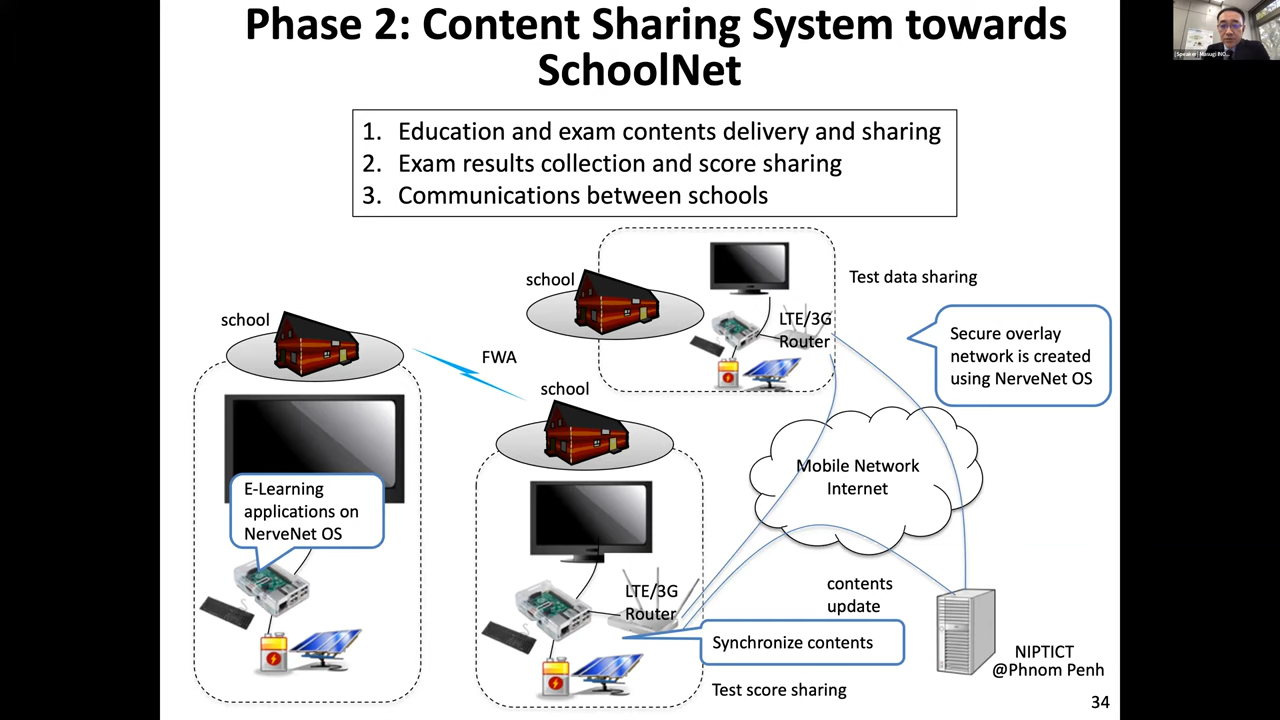 Phase 2: Content Sharing System towards
SchoolNet
1. Education and exam contents delivery and sharing
2. Exam results collection and score sharing
3. Communications between schools
school
Test data sharing
LTE/3G
Router
school
Secure overlay
network is created
using NerveNet OS
FWA
school
Mobile Network
Internet
E-Learning
applications on
NerveNet OS
LTE/3G
Router
contents
update
Synchronize contents
NIPTICT
@Phnom Penh
Test score sharing
34